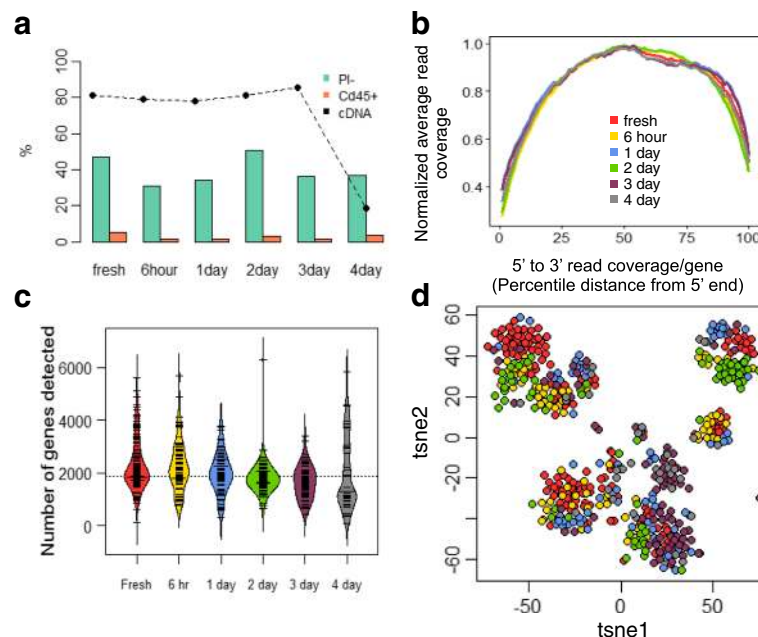 a
100
80
60
40
20
0
%
PI-
Cd45+
cDNA
fresh 6hour 1day 2day 3day 4day
b
1.0
0.8
0.6
0.4
Normalized average read
coverage
fresh
6 hour
1 day
2 day
3 day
4 day
0 25 50 75 100
5' to 3' read coverage/gene
(Percentile distance from 5' end)
c
Number of genes detected
6000
4000
2000
0
Fresh 6 hr 1 day 2 day 3 day 4 day
d
60
40
20
0
-20
-60
tsne2
-50 0 50
tsne1